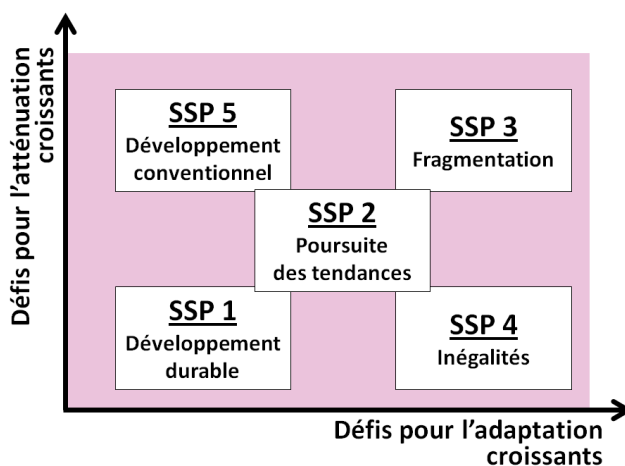 Défis pour l'atténuation
croissants
SSP 5
Développement
conventionnel
SSP 3
Fragmentation
SSP 2
Poursuite
des tendances
SSP 1
Développement
durable
SSP 4
Inégalités
Défis pour l'adaptation
croissants